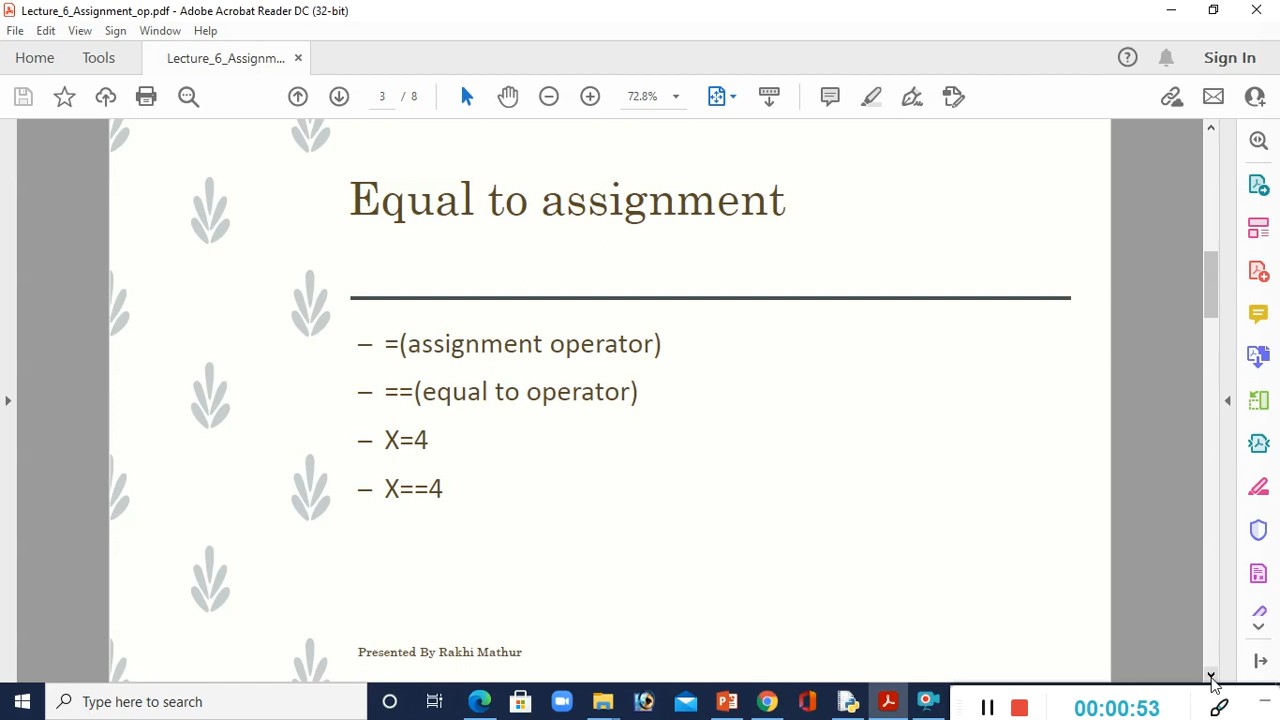 Lecture_6_Assignment_op.pdf - Adobe Acrobat Reader DC (32-bit)
File Edit View Sign Window Help
Home Tools Lecture_6_Assignm... × Sign In
3 / 8 72.8%
Equal to assignment
– =(assignment operator)
– ==(equal to operator)
– X=4
– X==4
Presented By Rakhi Mathur
Type here to search
00:00:53